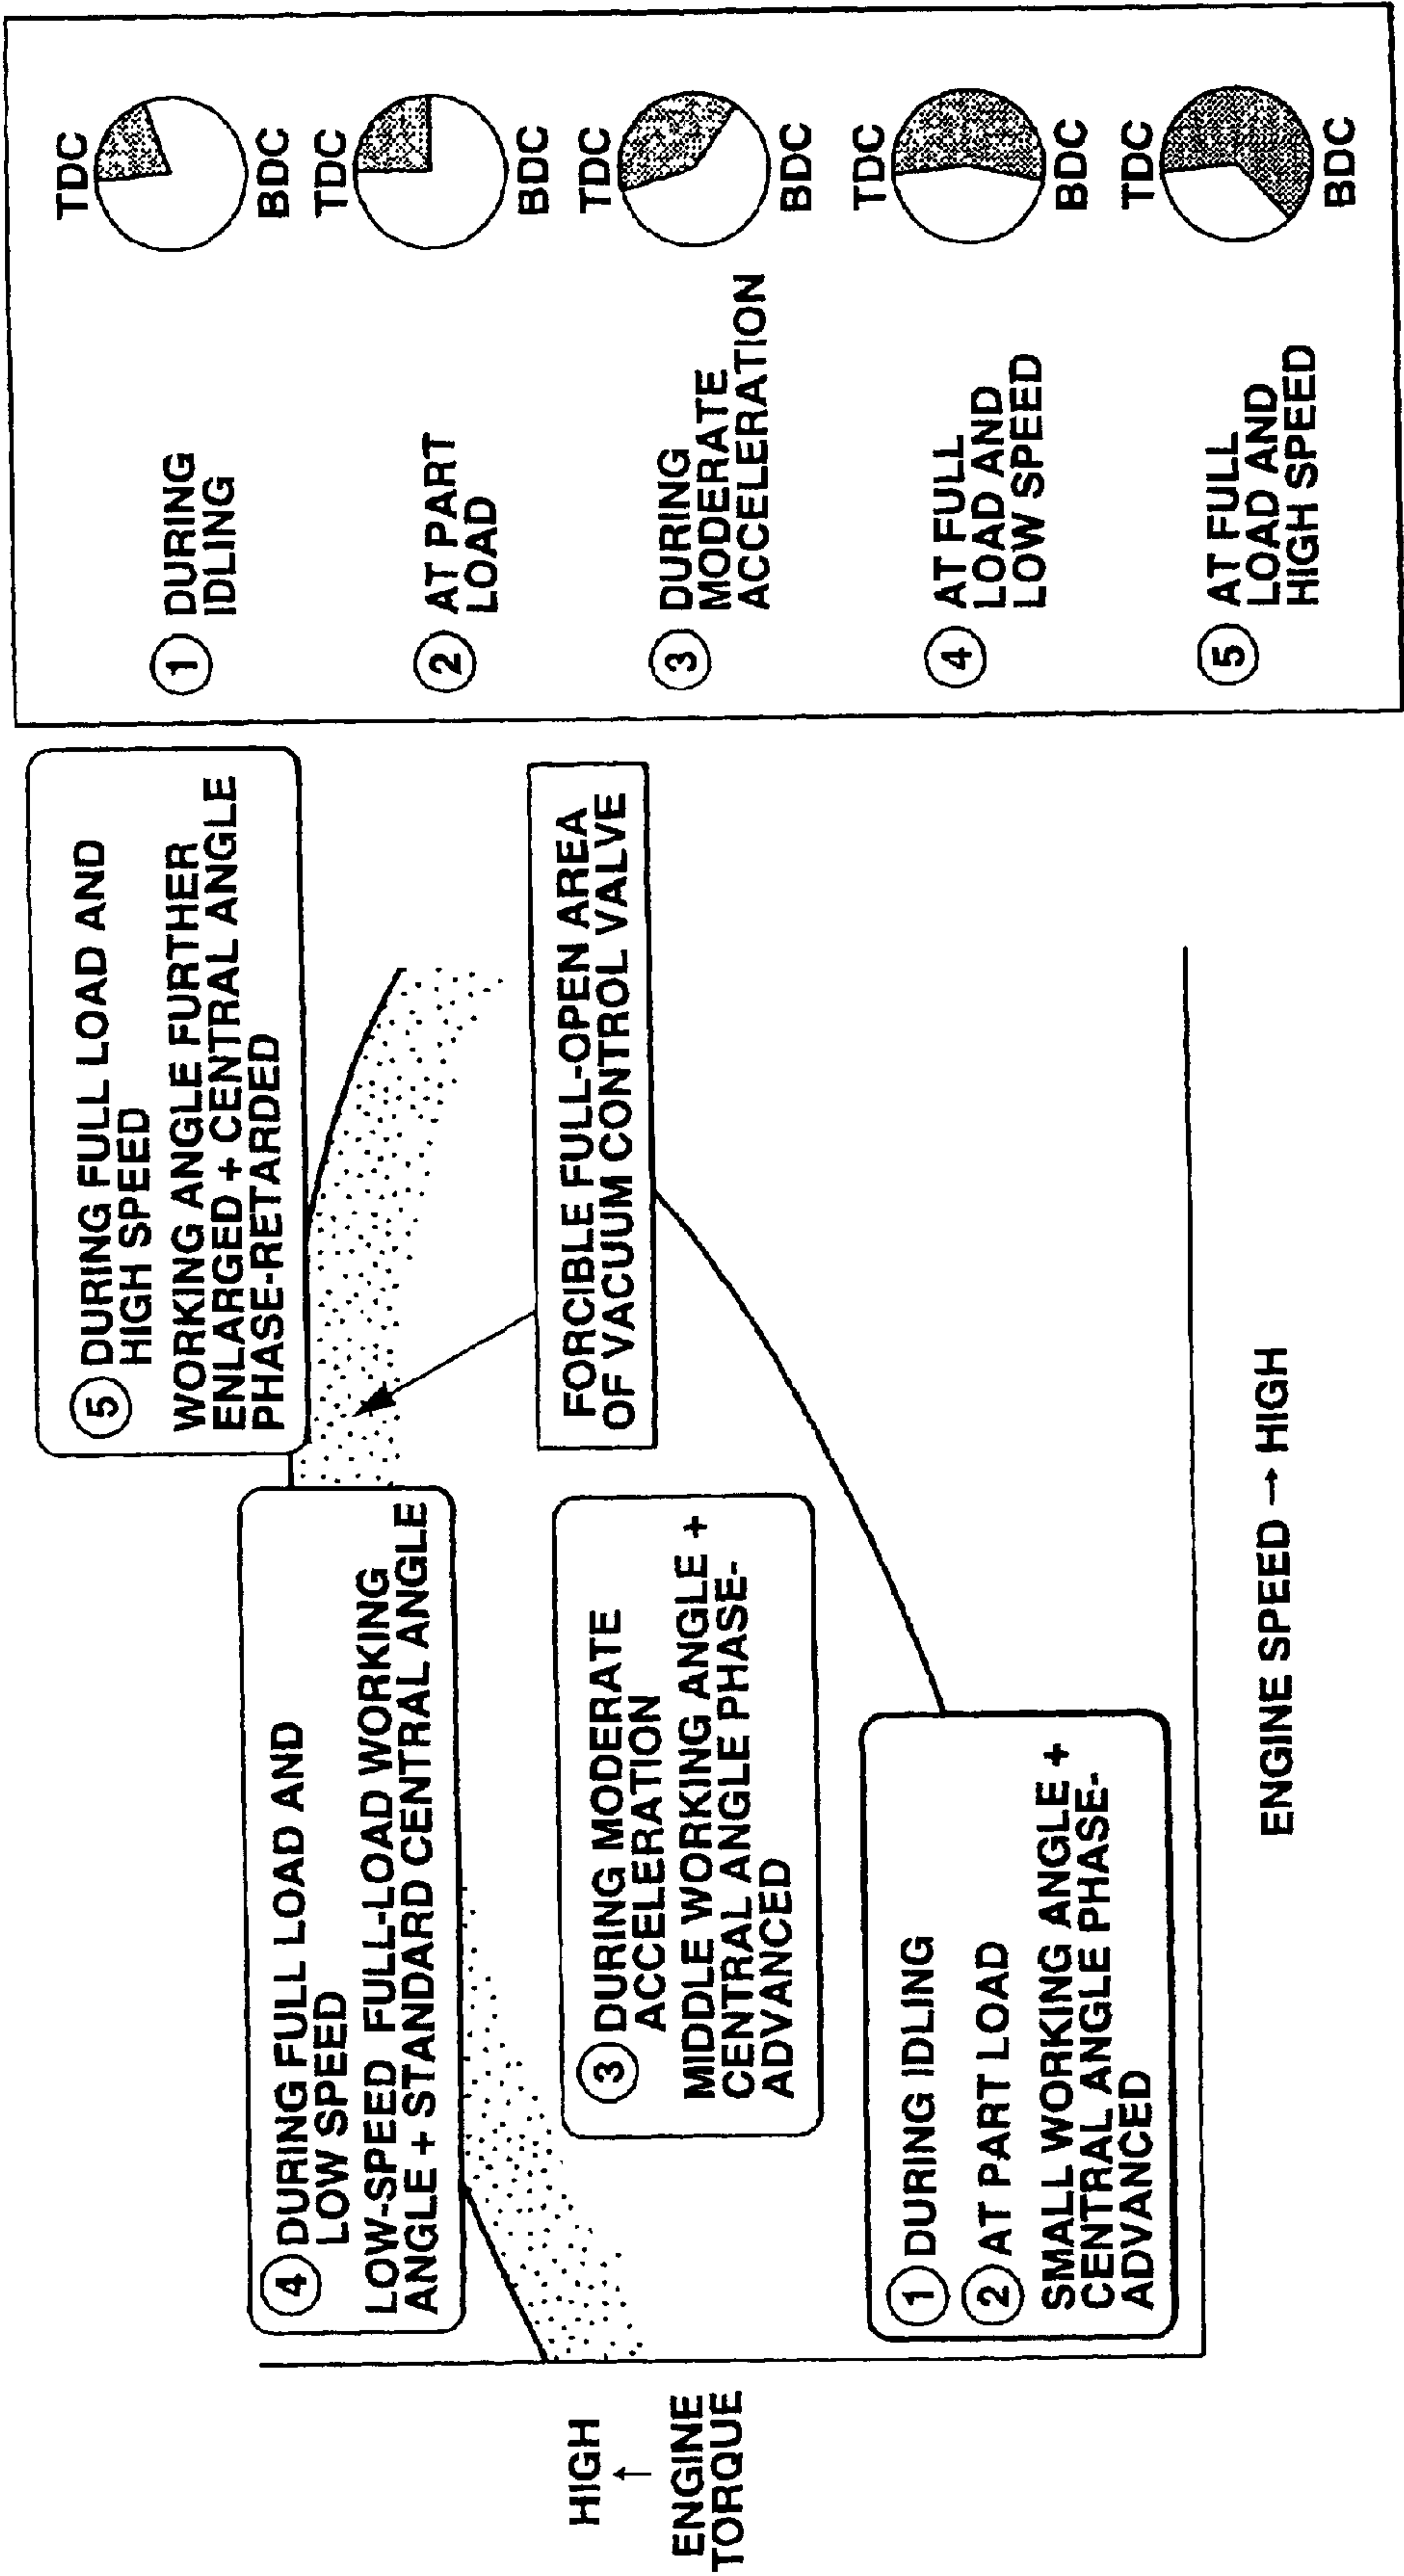 HIGH
↑
ENGINE
TORQUE
④ DURING FULL LOAD AND
LOW SPEED
LOW-SPEED FULL-LOAD WORKING
ANGLE + STANDARD CENTRAL ANGLE
⑤ DURING FULL LOAD AND
HIGH SPEED
WORKING ANGLE FURTHER
ENLARGED + CENTRAL ANGLE
PHASE-RETARDED
③ DURING MODERATE
ACCELERATION
MIDDLE WORKING ANGLE +
CENTRAL ANGLE PHASE-
ADVANCED
FORCIBLE FULL-OPEN AREA
OF VACUUM CONTROL VALVE
① DURING IDLING
② AT PART LOAD
SMALL WORKING ANGLE +
CENTRAL ANGLE PHASE-
ADVANCED
ENGINE SPEED → HIGH
① DURING
IDLING
TDC
BDC
② AT PART
LOAD
TDC
BDC
③ DURING
MODERATE
ACCELERATION
TDC
BDC
④ AT FULL
LOAD AND
LOW SPEED
TDC
BDC
⑤ AT FULL
LOAD AND
HIGH SPEED
TDC
BDC